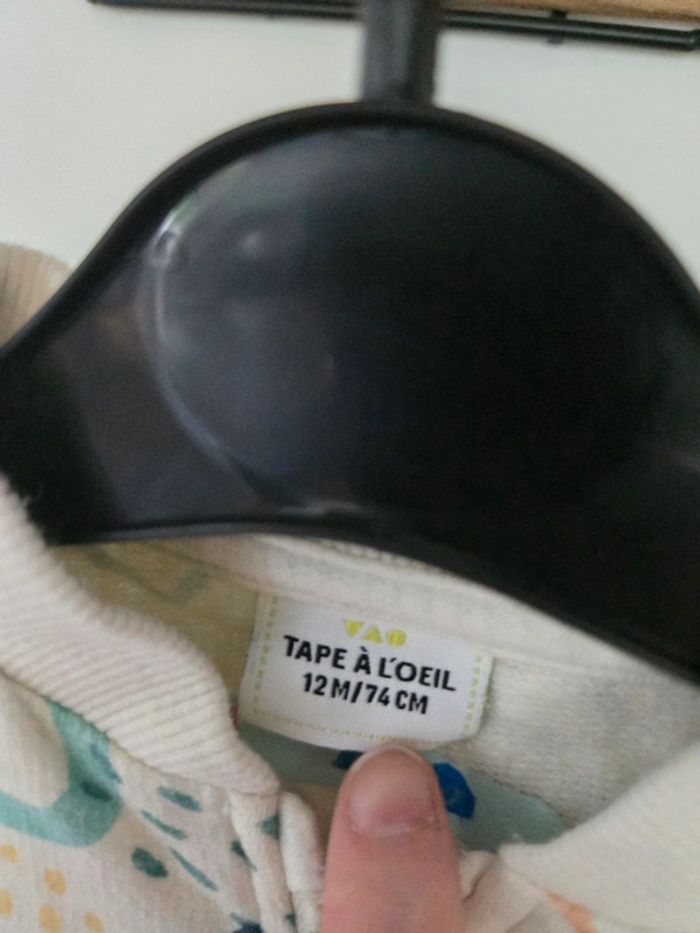 TAO
TAPE À L'OEIL
12M/74CM